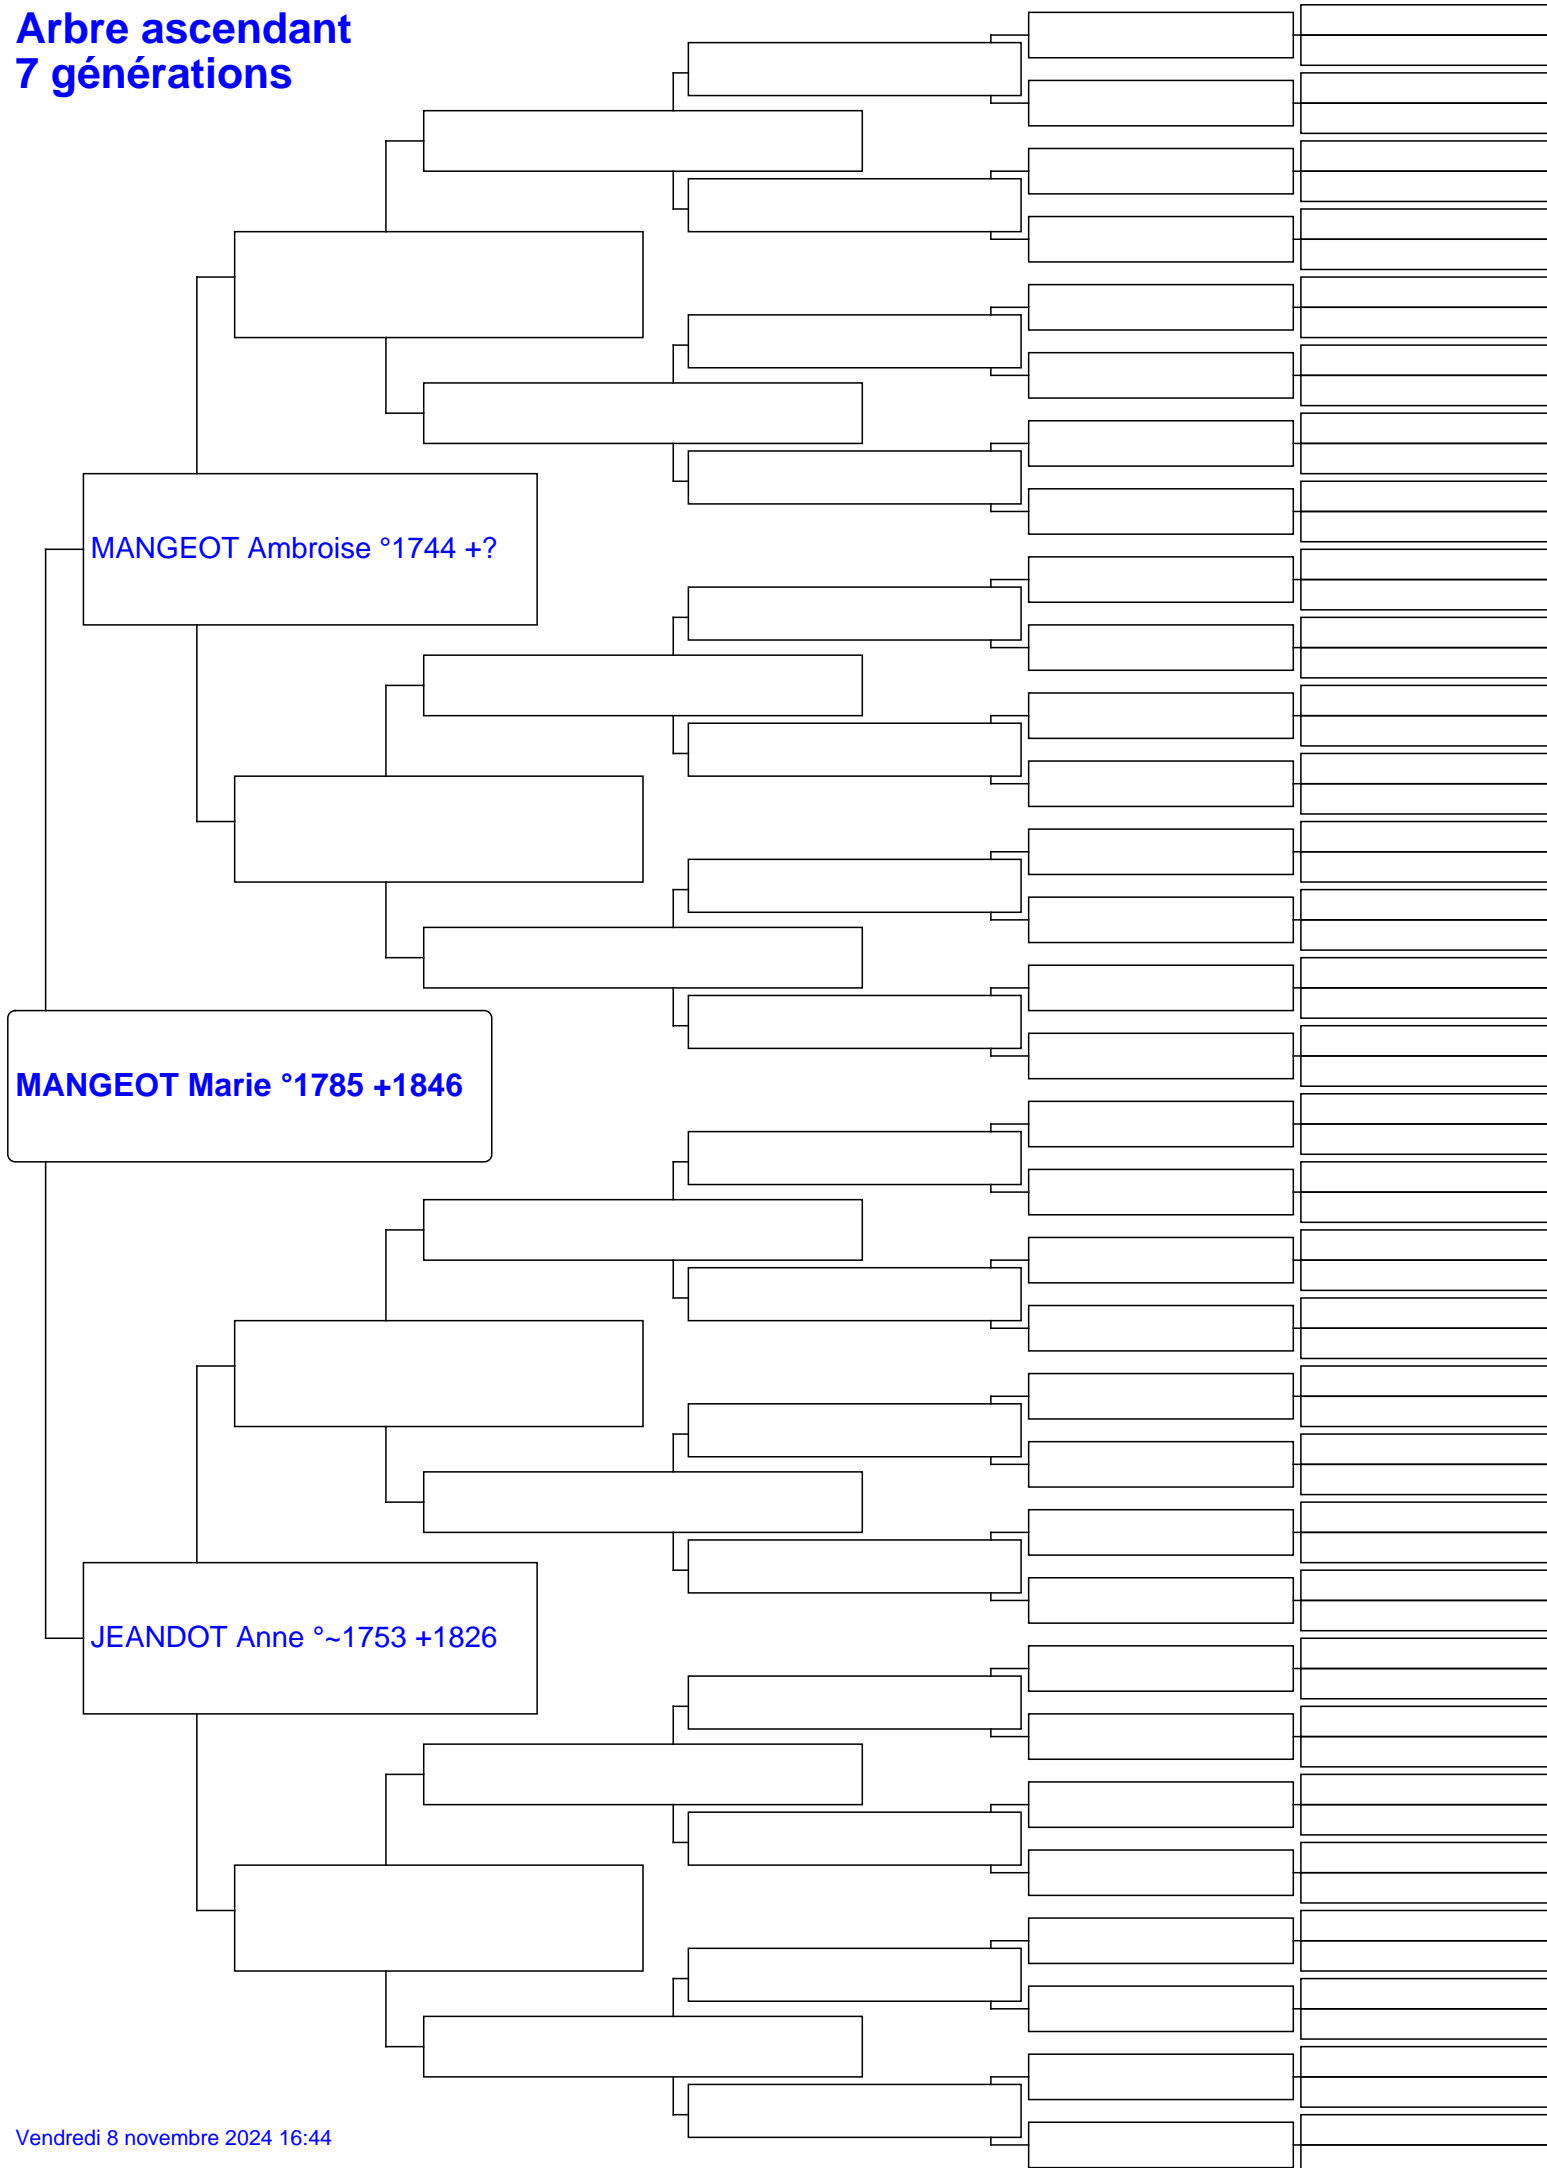 Arbre ascendant
7 générations
MANGEOT Ambroise °1744 +?
MANGEOT Marie °1785 +1846
JEANDOT Anne °~1753 +1826
Vendredi 8 novembre 2024 16:44